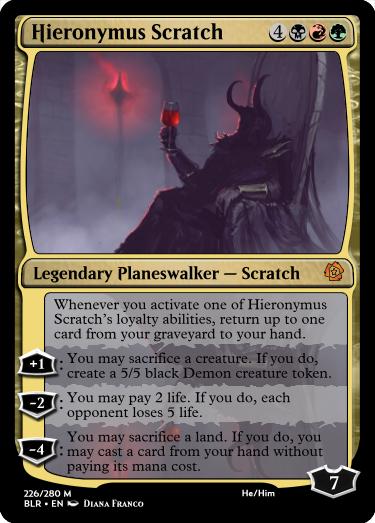 Hieronymus Scratch 4
Legendary Planeswalker — Scratch
Whenever you activate one of Hieronymus
Scratch's loyalty abilities, return up to one
card from your graveyard to your hand.
+1: You may sacrifice a creature. If you do,
create a 5/5 black Demon creature token.
-2: You may pay 2 life. If you do, each
opponent loses 5 life.
-4: You may sacrifice a land. If you do, you
may cast a card from your hand without
paying its mana cost.
7
226/280 M
He/Him
BLR • EN Diana Franco